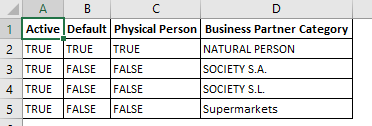 A B C D
1 Active Default Physical Person Business Partner Category
2 TRUE TRUE TRUE NATURAL PERSON
3 TRUE FALSE FALSE SOCIETY S.A.
4 TRUE FALSE FALSE SOCIETY S.L.
5 TRUE FALSE FALSE Supermarkets